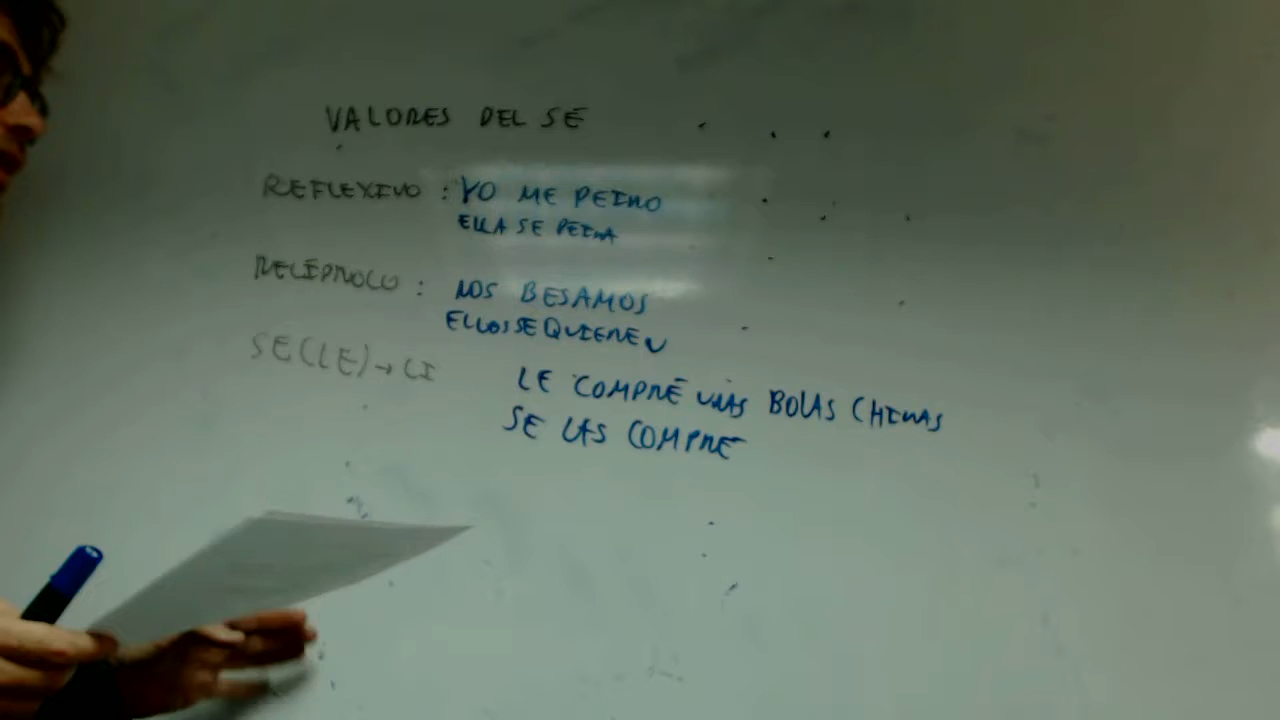 VALORES DEL SE
REFLEXIVO : YO ME PEINO
ELLA SE PEINA
RECÍPROCO : NOS BESAMOS
ELLOS SE QUIEREN
SE(LE) → CI
LE COMPRÉ UNAS BOLAS CHINAS
SE LAS COMPRÉ